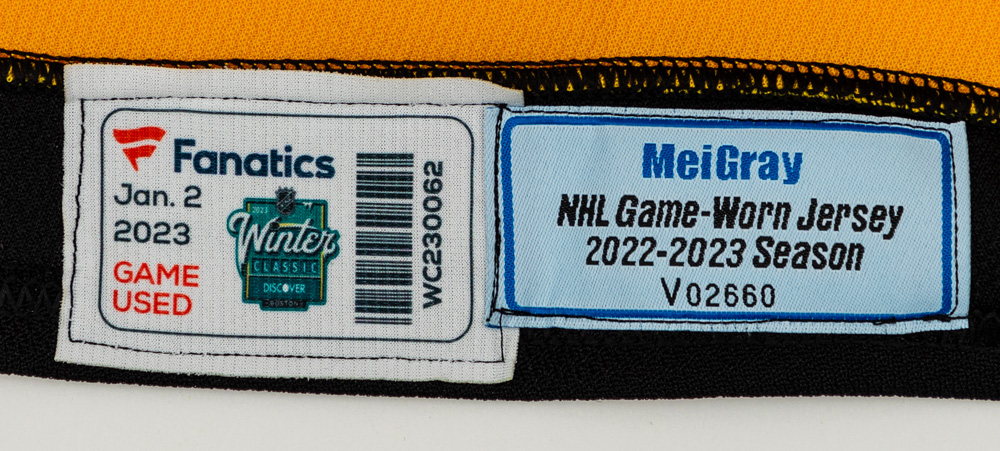 Fanatics
Jan. 2
2023
GAME
USED
2023
Winter
CLASSIC
DISCOVER
BOSTON
WC230062
MeiGray
NHL Game-Worn Jersey
2022-2023 Season
V02660